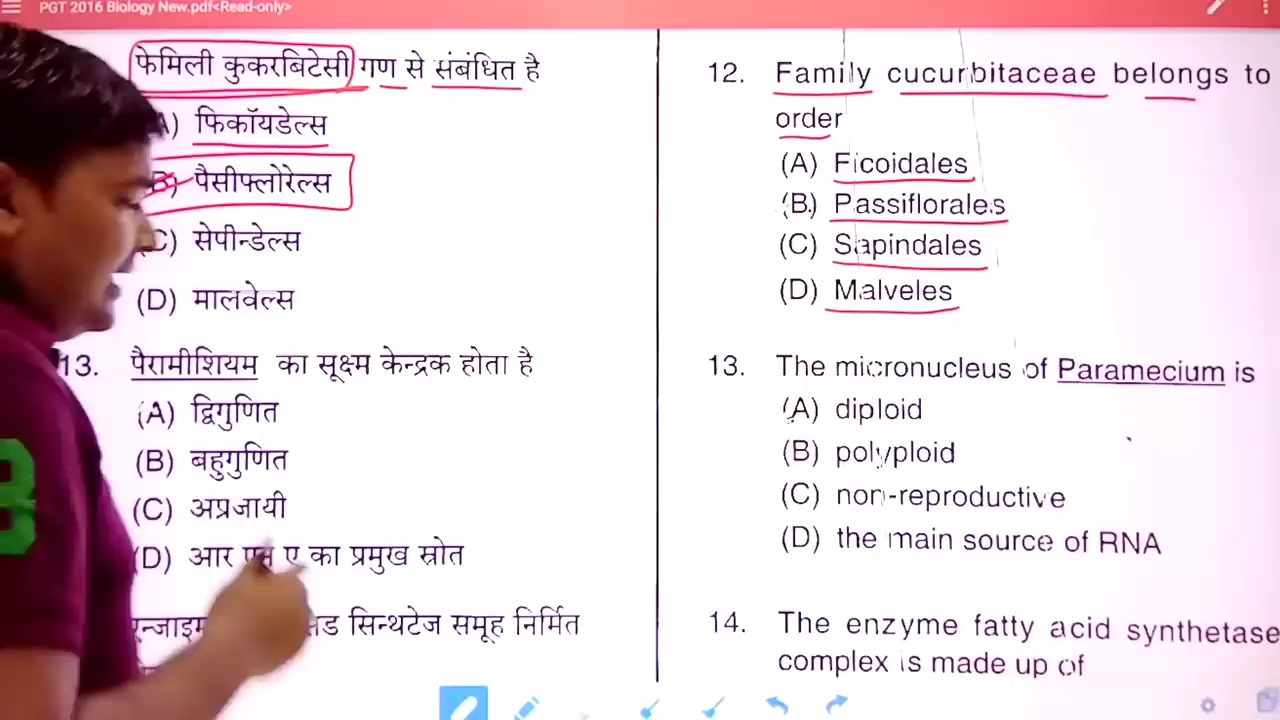 PGT 2016 Biology New.pdf<Read-only>
फेमिली कुकरबिटेसी गण से संबंधित है
फिकॉयडेल्स
B) पैसीफ्लोरेल्स
C) सेपीन्डेल्स
(D) मालवेल्स
13. पैरामीशियम का सूक्ष्म केन्द्रक होता है
(A) द्विगुणित
(B) बहुगुणित
(C) अप्रजायी
(D) आर एन ए का प्रमुख स्रोत
सिन्थटेज समूह निर्मित
12. Family cucurbitaceae belongs to
order
(A) Ficoidales
(B) Passiflorales
(C) Sapindales
(D) Malveles
13. The micronucleus of Paramecium is
(A) diploid
(B) polyploid
(C) non-reproductive
(D) the main source of RNA
14. The enzyme fatty acid synthetase
complex is made up of